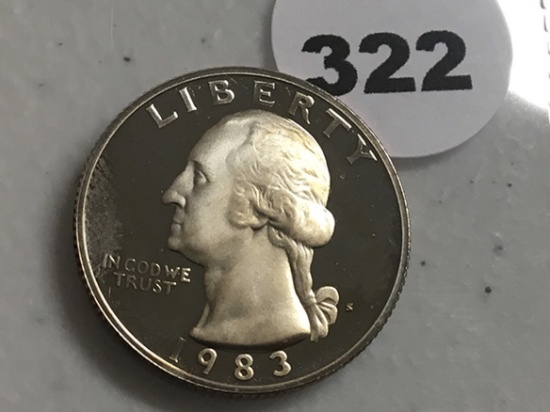 322
LIBERTY
IN GOD WE
TRUST
S
1983